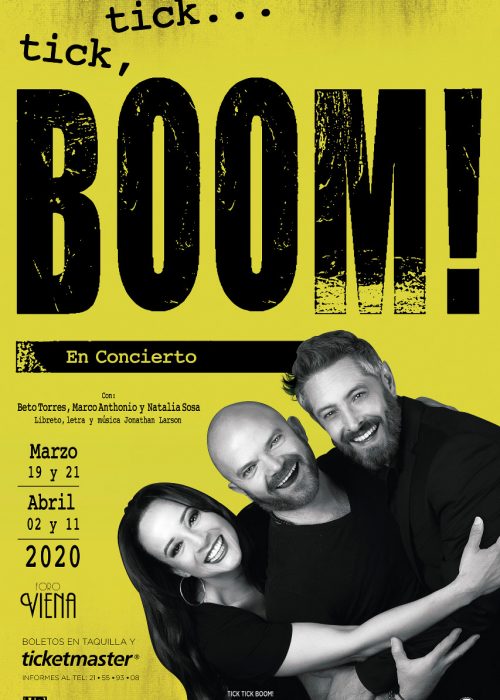 tick...
tick,
BOOM!
En Concierto
Con:
Beto Torres, Marco Anthonio y Natalia Sosa
Libreto, letra y música Jonathan Larson
Marzo
19 y 21
Abril
02 y 11
2020
FORO
VIENA
BOLETOS EN TAQUILLA Y
ticketmaster®
INFORMES AL TEL: 21 • 55 • 93 • 08
TICK TICK BOOM!